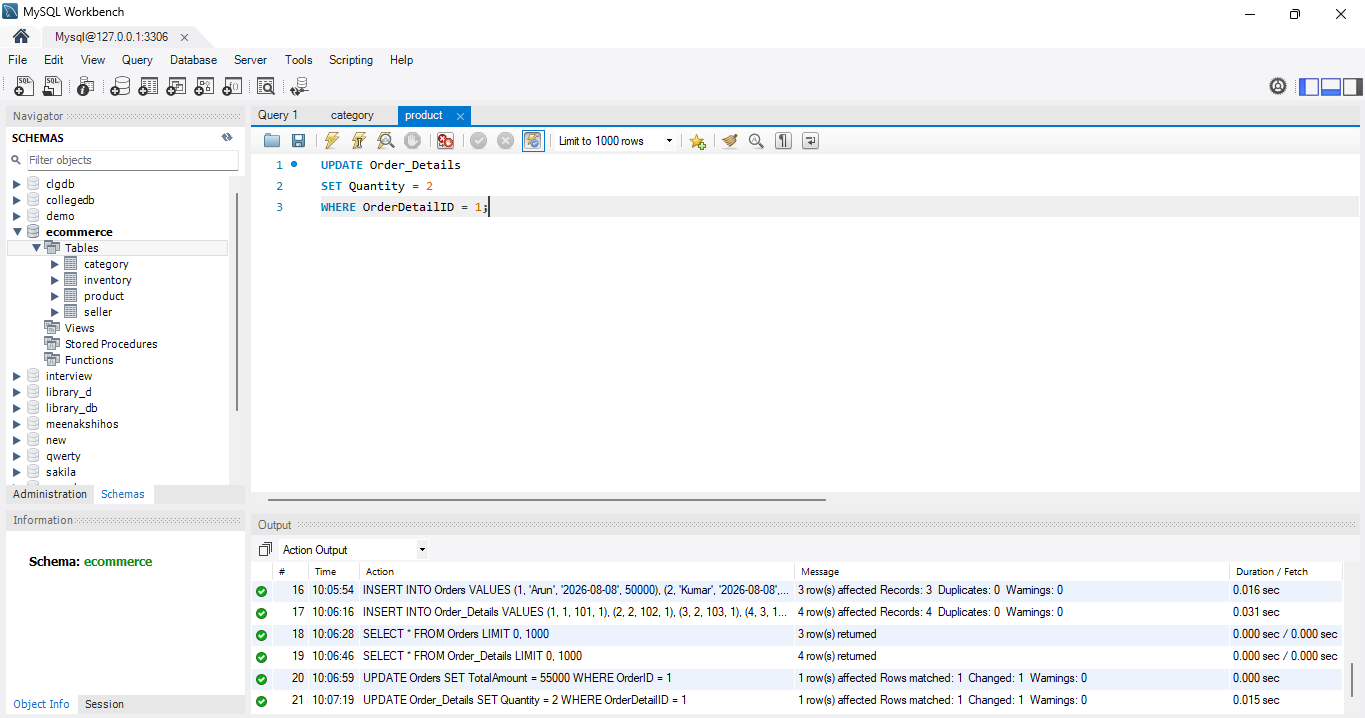 MySQL Workbench
Mysql@127.0.0.1:3306
File Edit View Query Database Server Tools Scripting Help
Navigator
SCHEMAS
Filter objects
clgdb
collegedb
demo
ecommerce
Tables
category
inventory
product
seller
Views
Stored Procedures
Functions
interview
library_d
library_db
meenakshihos
new
qwerty
sakila
Administration Schemas
Information
Schema: ecommerce
Object Info Session
Query 1 category product
Limit to 1000 rows
1 UPDATE Order_Details
2 SET Quantity = 2
3 WHERE OrderDetailID = 1;
Output
Action Output
# Time Action Message Duration / Fetch
16 10:05:54 INSERT INTO Orders VALUES (1, 'Arun', '2026-08-08', 50000), (2, 'Kumar', '2026-08-08',... 3 row(s) affected Records: 3 Duplicates: 0 Warnings: 0 0.016 sec
17 10:06:16 INSERT INTO Order_Details VALUES (1, 1, 101, 1), (2, 2, 102, 1), (3, 2, 103, 1), (4, 3, 1... 4 row(s) affected Records: 4 Duplicates: 0 Warnings: 0 0.031 sec
18 10:06:28 SELECT * FROM Orders LIMIT 0, 1000 3 row(s) returned 0.000 sec / 0.000 sec
19 10:06:46 SELECT * FROM Order_Details LIMIT 0, 1000 4 row(s) returned 0.000 sec / 0.000 sec
20 10:06:59 UPDATE Orders SET TotalAmount = 55000 WHERE OrderID = 1 1 row(s) affected Rows matched: 1 Changed: 1 Warnings: 0 0.000 sec
21 10:07:19 UPDATE Order_Details SET Quantity = 2 WHERE OrderDetailID = 1 1 row(s) affected Rows matched: 1 Changed: 1 Warnings: 0 0.015 sec